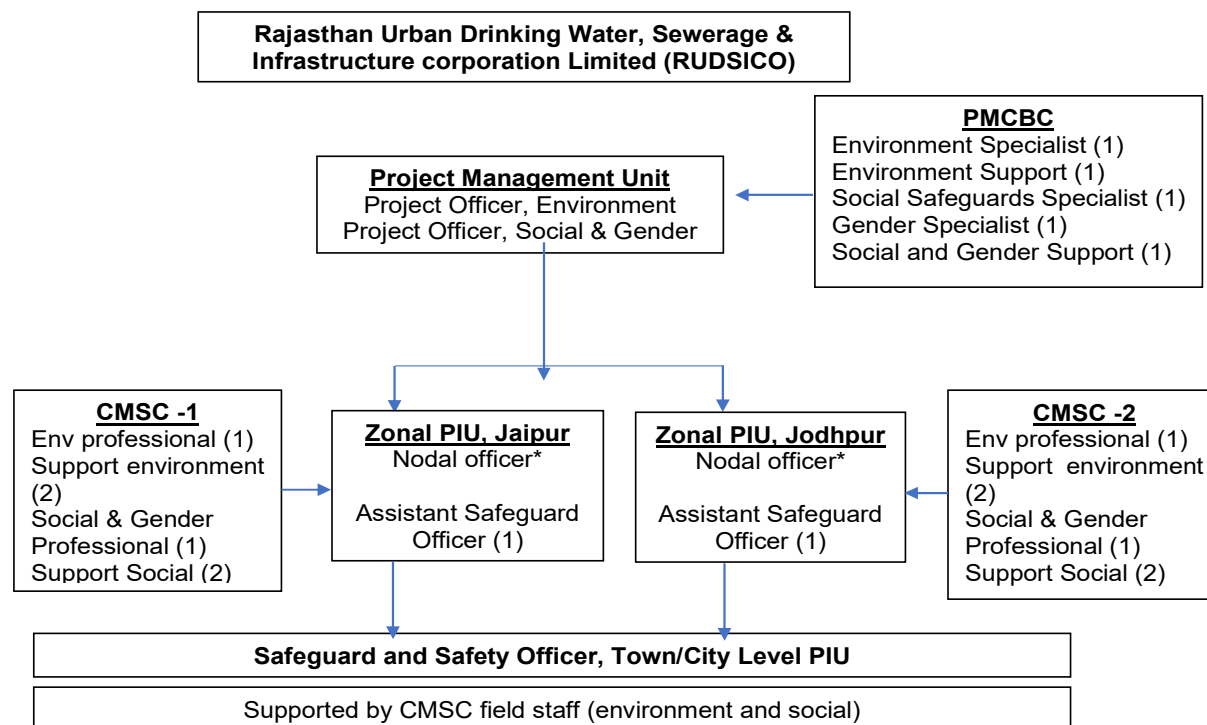 Rajasthan Urban Drinking Water, Sewerage &
Infrastructure corporation Limited (RUDSICO)
PMCBC
Environment Specialist (1)
Environment Support (1)
Social Safeguards Specialist (1)
Gender Specialist (1)
Social and Gender Support (1)
Project Management Unit
Project Officer, Environment
Project Officer, Social & Gender
CMSC -1
Env professional (1)
Support environment
(2)
Social & Gender
Professional (1)
Support Social (2)
Zonal PIU, Jaipur
Nodal officer*
Assistant Safeguard
Officer (1)
Zonal PIU, Jodhpur
Nodal officer*
Assistant Safeguard
Officer (1)
CMSC -2
Env professional (1)
Support environment
(2)
Social & Gender
Professional (1)
Support Social (2)
Safeguard and Safety Officer, Town/City Level PIU
Supported by CMSC field staff (environment and social)